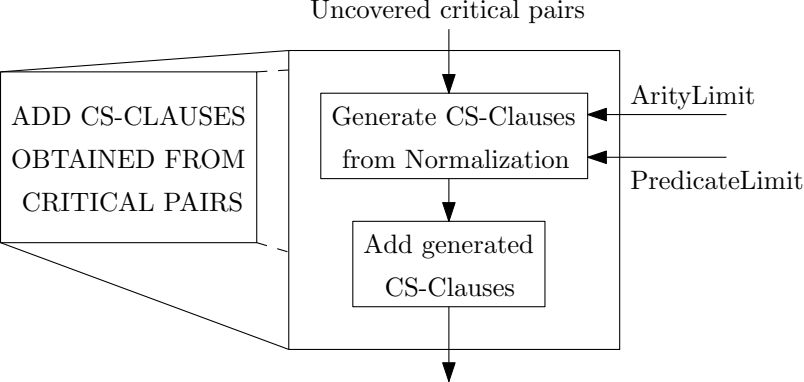 Uncovered critical pairs
ADD CS-CLAUSES
OBTAINED FROM
CRITICAL PAIRS
Generate CS-Clauses
from Normalization
ArityLimit
PredicateLimit
Add generated
CS-Clauses